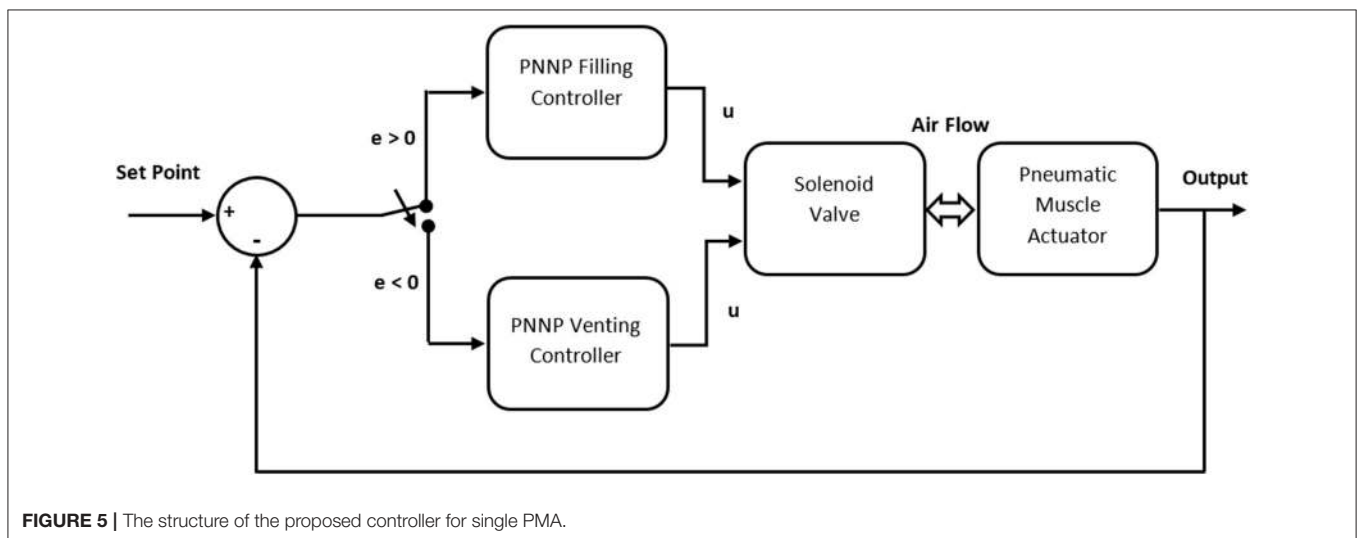 PNNP Filling
Controller
u
e > 0
Air Flow
Set Point
+
-
Solenoid
Valve
Pneumatic
Muscle
Actuator
Output
e < 0
u
PNNP Venting
Controller
FIGURE 5 | The structure of the proposed controller for single PMA.